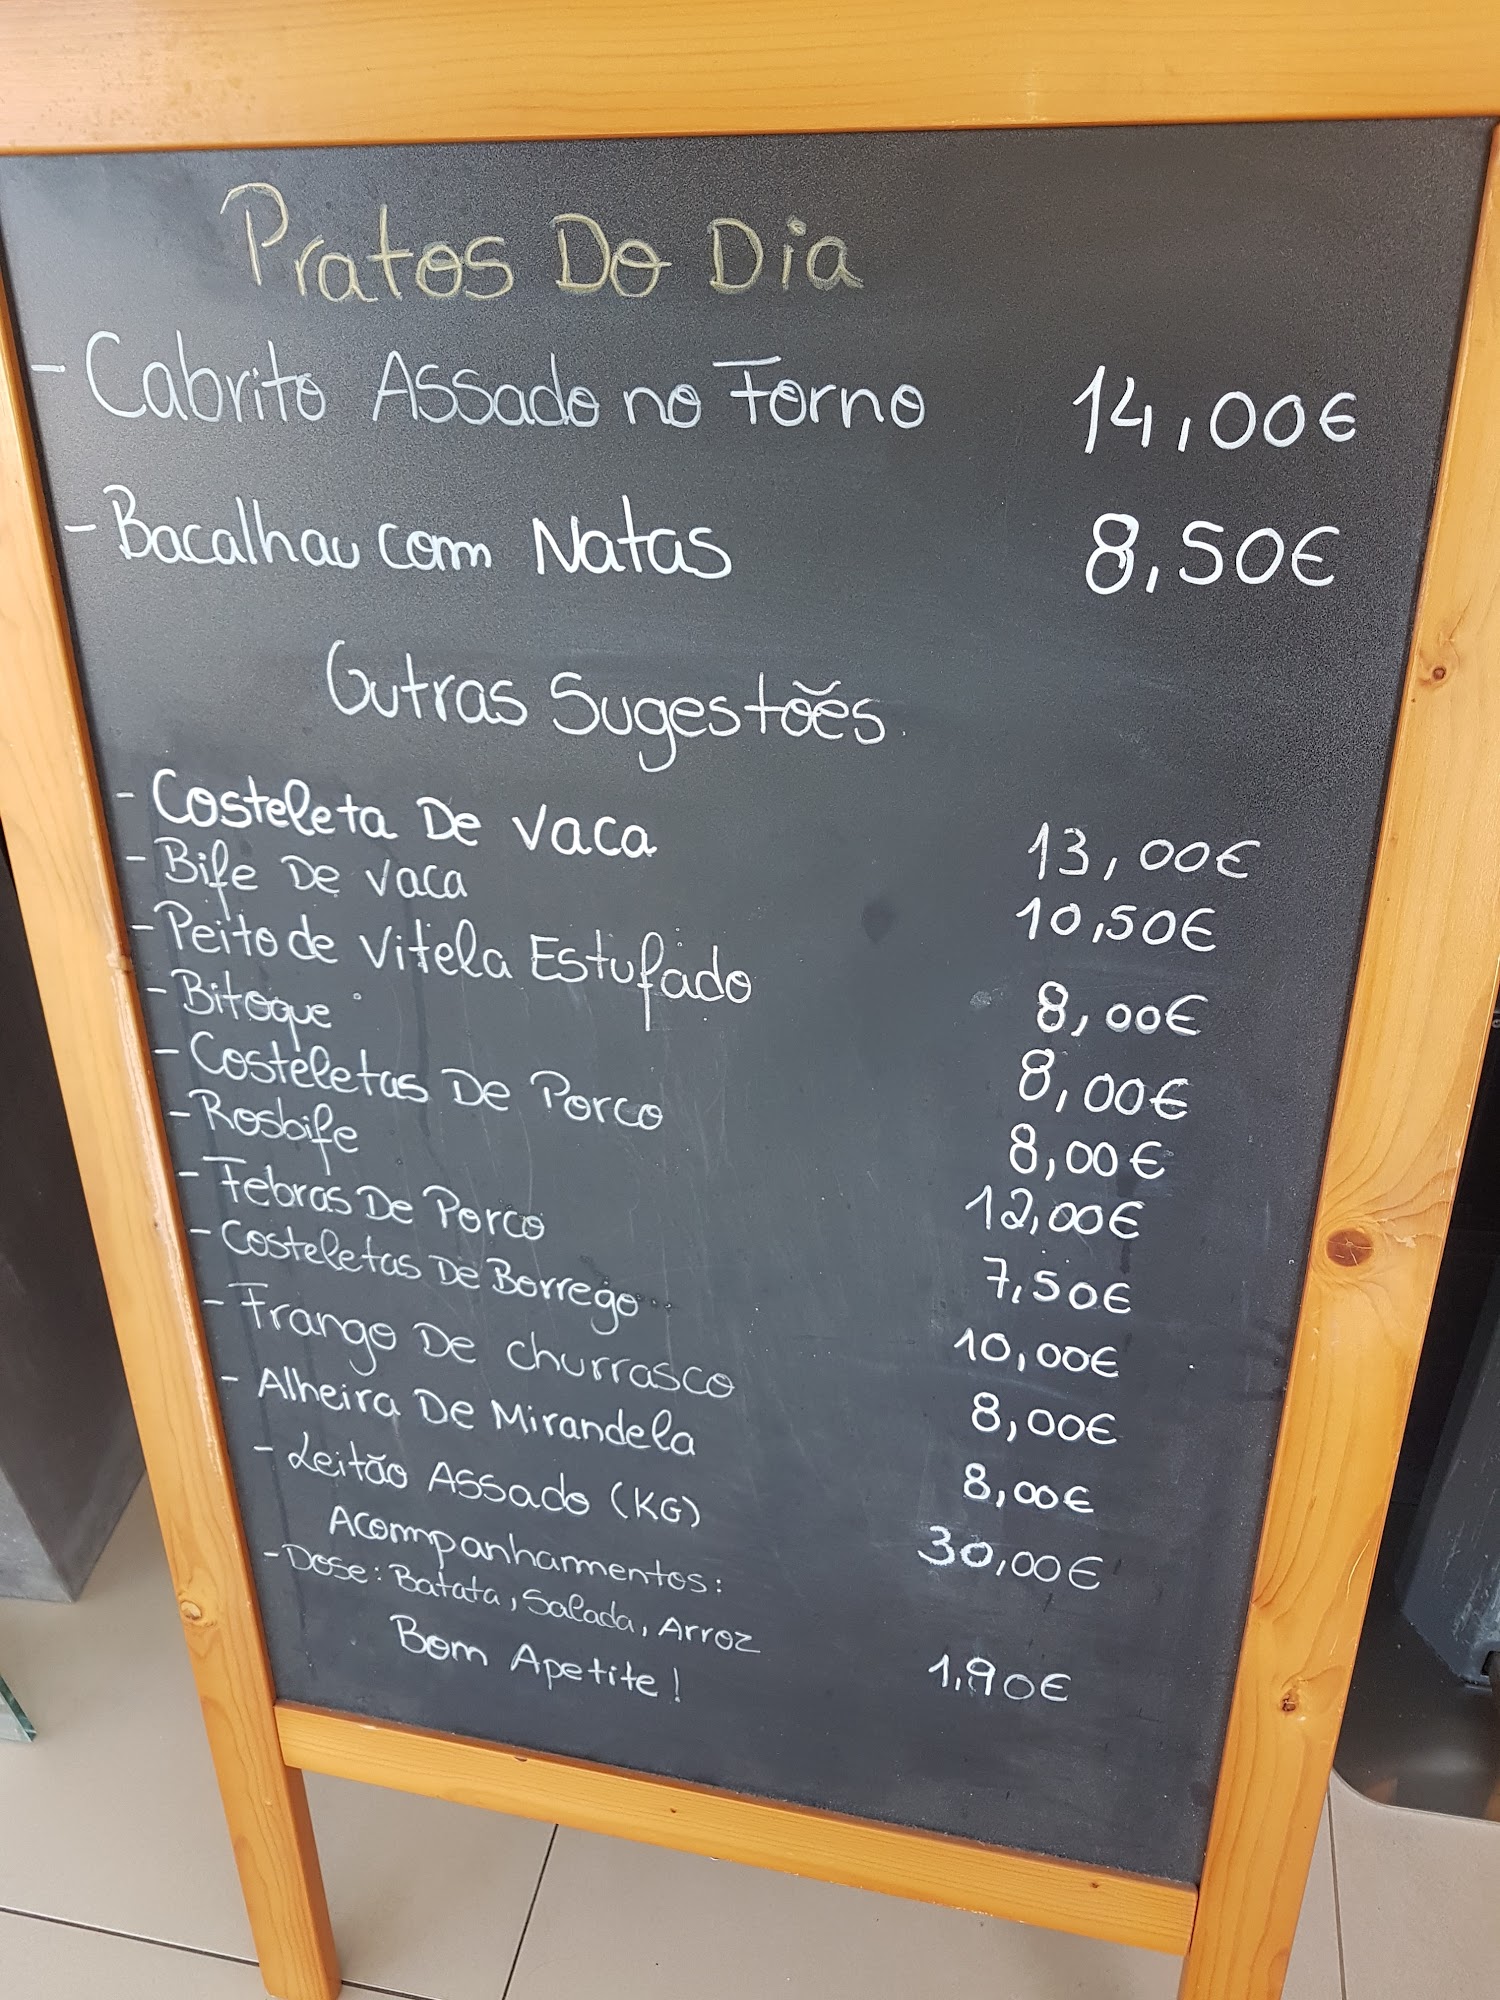 Pratos Do Dia
- Cabrito Assado no Forno 14,00€
- Bacalhau com Natas 8,50€
Outras Sugestões
- Costeleta De Vaca 13,00€
- Bife De Vaca 10,50€
- Peito de Vitela Estufado 8,00€
- Bitoque 8,00€
- Costeletas De Porco 8,00€
- Rosbife 12,00€
- Febras De Porco 7,50€
- Costeletas De Borrego 10,00€
- Frango De churrasco 8,00€
- Alheira De Mirandela 8,00€
- Leitão Assado (KG) 30,00€
Acompanhamentos:
- Dose: Batata, Salada, Arroz 1,90€
Bom Apetite!